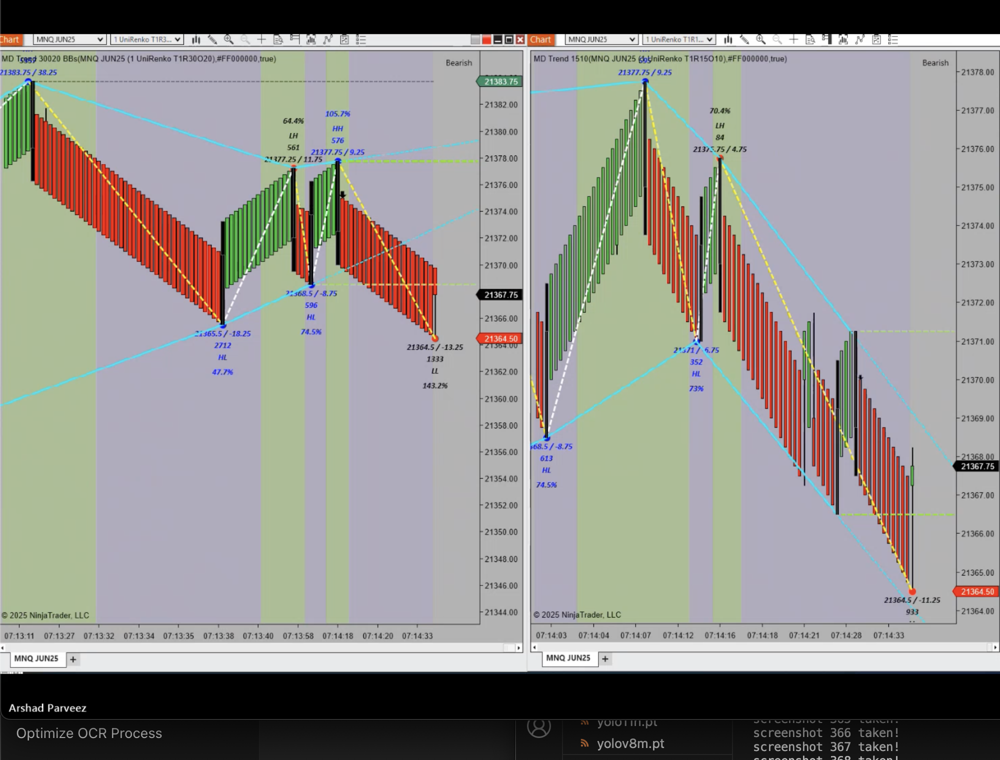 Chart MNQ JUN25 1 UniRenko T1R3...
MD Trend 30020 BBs(MNQ JUN25 (1 UniRenko T1R30O20),#FF000000,true)
Bearish
21383.75 / 38.25
64.4%
LH
561
21377.25 / 11.75
105.7%
HH
576
21377.75 / 9.25
21365.5 / -18.25
2712
HL
47.7%
21368.5 / -8.75
596
HL
74.5%
21364.5 / -13.25
1333
LL
143.2%
21383.75
21382.00
21380.00
21378.00
21376.00
21374.00
21372.00
21370.00
21367.75
21366.00
21364.50
21364.00
21362.00
21360.00
21358.00
21356.00
21354.00
21352.00
21350.00
21348.00
21346.00
21344.00
© 2025 NinjaTrader, LLC
07:13:11 07:13:27 07:13:32 07:13:34 07:13:35 07:13:38 07:13:40 07:13:58 07:14:18 07:14:20 07:14:33
MNQ JUN25 +
Chart MNQ JUN25 1 UniRenko T1R1...
MD Trend 1510(MNQ JUN25 (1 UniRenko T1R15O10),#FF000000,true)
Bearish
21377.75 / 9.25
70.4%
LH
84
/ 4.75
21371 / -6.75
352
HL
73%
68.5 / -8.75
613
HL
74.5%
21364.5 / -11.25
933
21378.00
21377.00
21376.00
21375.00
21374.00
21373.00
21372.00
21371.00
21370.00
21369.00
21368.00
21367.75
21367.00
21366.00
21365.00
21364.50
21364.00
© 2025 NinjaTrader, LLC
07:14:03 07:14:04 07:14:07 07:14:12 07:14:16 07:14:18 07:14:21 07:14:28 07:14:33
MNQ JUN25 +
Arshad Parveez
Optimize OCR Process
yolo11n.pt
yolov8m.pt
screenshot 365 taken!
screenshot 366 taken!
screenshot 367 taken!
screenshot 368 taken!